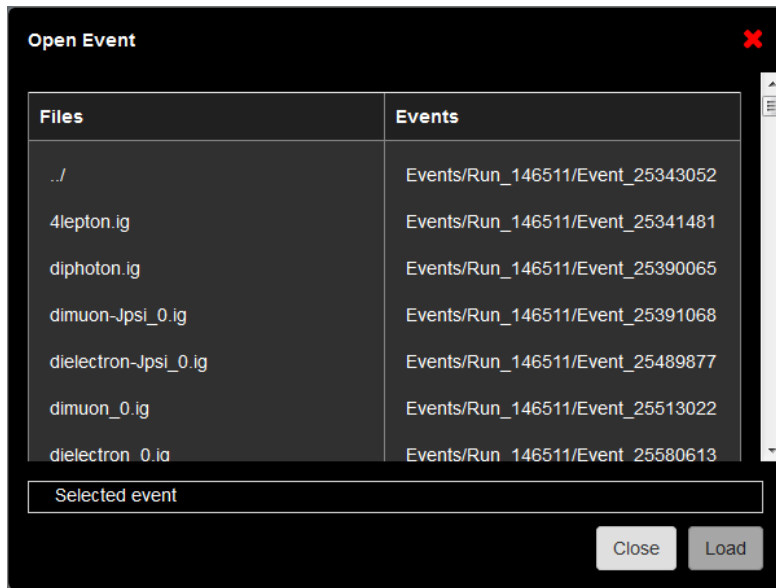 Open Event
Files Events
../ Events/Run_146511/Event_25343052
4lepton.ig Events/Run_146511/Event_25341481
diphoton.ig Events/Run_146511/Event_25390065
dimuon-Jpsi_0.ig Events/Run_146511/Event_25391068
dielectron-Jpsi_0.ig Events/Run_146511/Event_25489877
dimuon_0.ig Events/Run_146511/Event_25513022
dielectron_0.ig Events/Run_146511/Event_25580613
Selected event
Close Load